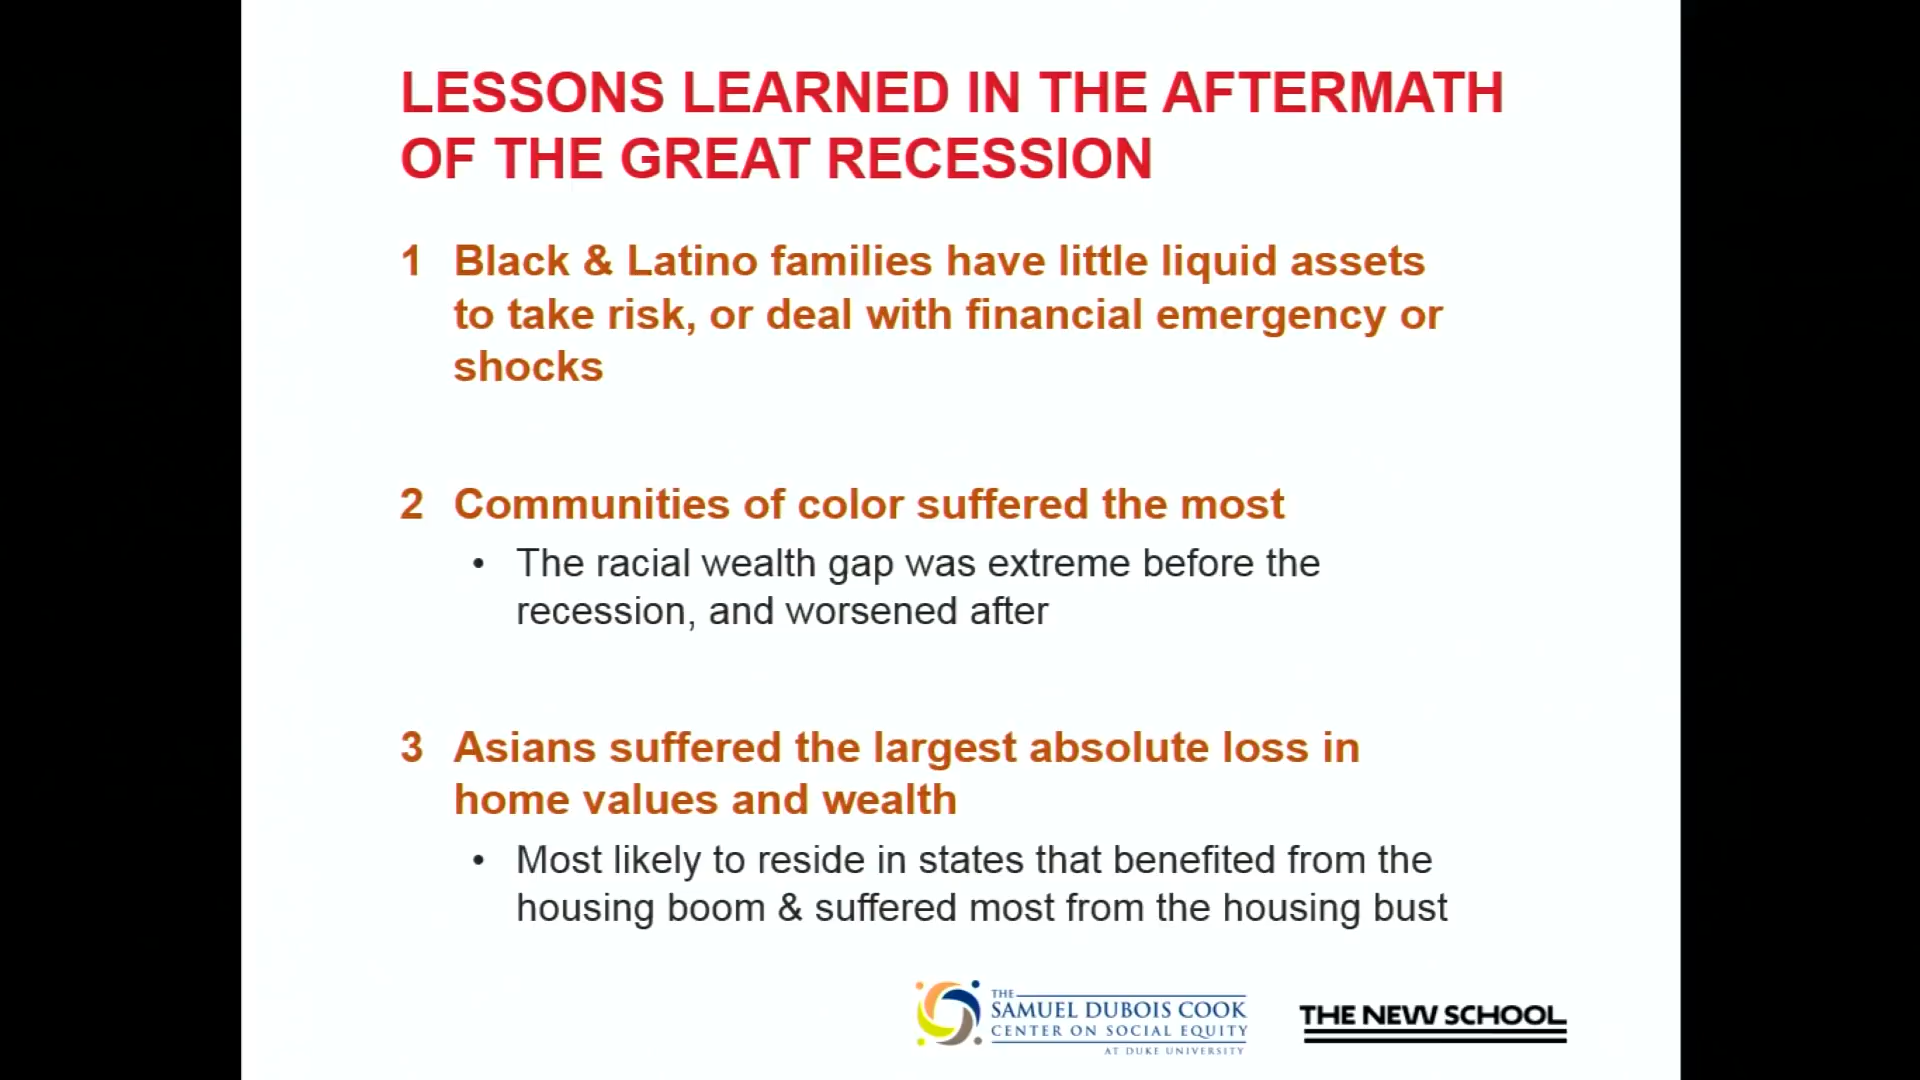 LESSONS LEARNED IN THE AFTERMATH
OF THE GREAT RECESSION
1 Black & Latino families have little liquid assets
to take risk, or deal with financial emergency or
shocks
2 Communities of color suffered the most
• The racial wealth gap was extreme before the
recession, and worsened after
3 Asians suffered the largest absolute loss in
home values and wealth
• Most likely to reside in states that benefited from the
housing boom & suffered most from the housing bust
THE
SAMUEL DUBOIS COOK
CENTER ON SOCIAL EQUITY
AT DUKE UNIVERSITY
THE NEW SCHOOL